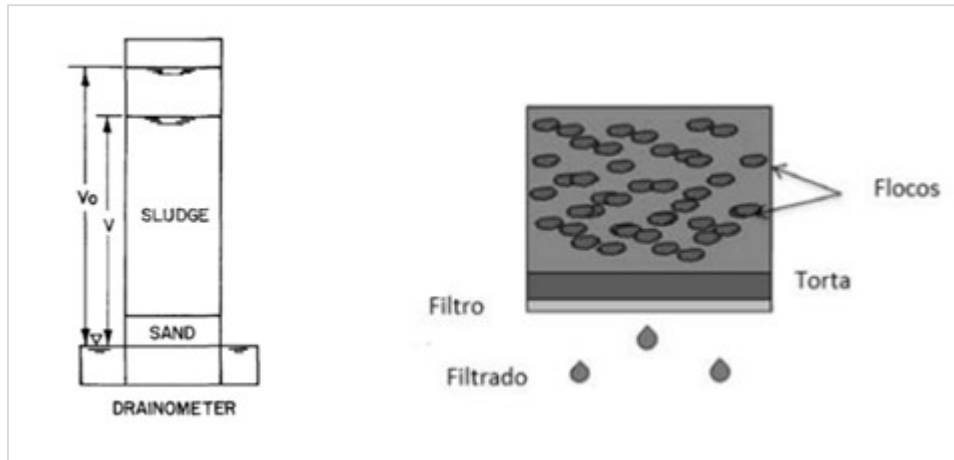 Vo
V
SLUDGE
SAND
DRAINOMETER
Flocos
Torta
Filtro
Filtrado